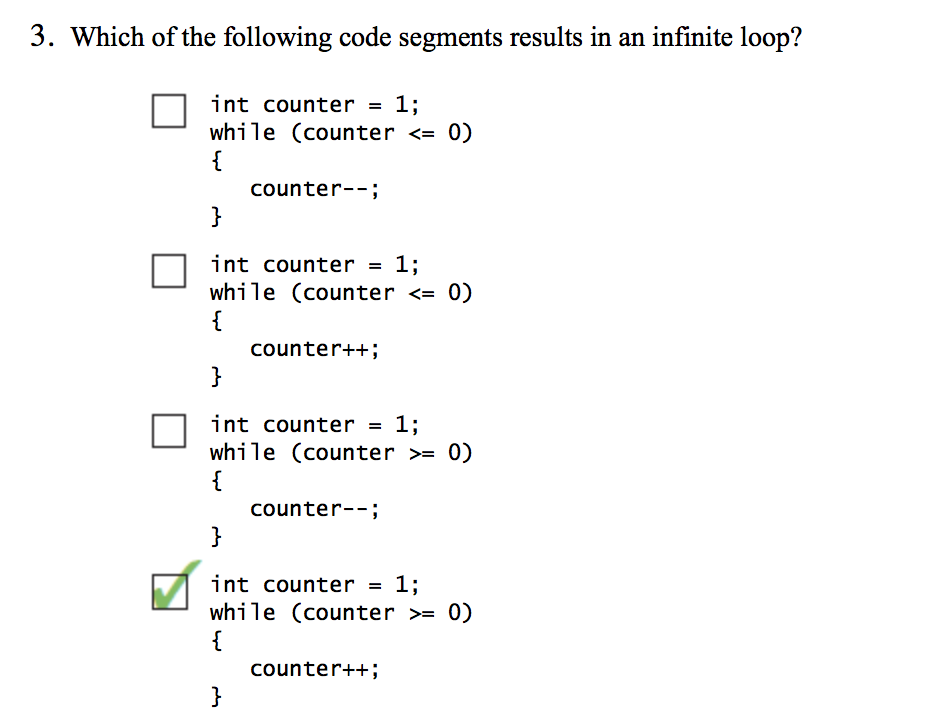 3. Which of the following code segments results in an infinite loop?
int counter = 1;
while (counter <= 0)
{
counter--;
}
int counter = 1;
while (counter <= 0)
{
counter++;
}
int counter = 1;
while (counter >= 0)
{
counter--;
}
int counter = 1;
while (counter >= 0)
{
counter++;
}